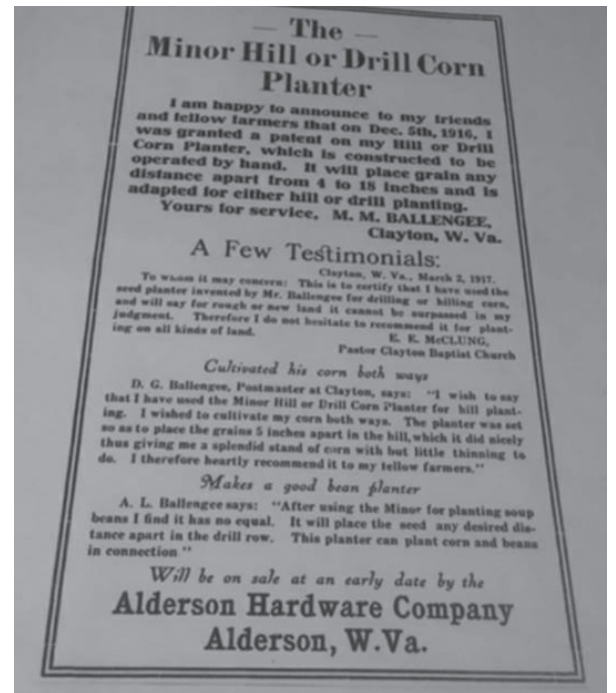 — The —
Minor Hill or Drill Corn
Planter
I am happy to announce to my friends
and fellow farmers that on Dec. 5th, 1916, I
was granted a patent on my Hill or Drill
Corn Planter, which is constructed to be
operated by hand. It will place grain any
distance apart from 4 to 18 inches and is
adapted for either hill or drill planting.
Yours for service, M. M. BALLENGEE,
Clayton, W. Va.
A Few Testimonials:
Clayton, W. Va., March 2, 1917.
To whom it may concern: This is to certify that I have used the
seed planter invented by Mr. Ballengee for drilling or hilling corn,
and will say for rough or new land it cannot be surpassed in my
judgment. Therefore I do not hesitate to recommend it for plant-
ing on all kinds of land.
E. E. McCLUNG,
Pastor Clayton Baptist Church
Cultivated his corn both ways
D. G. Ballengee, Postmaster at Clayton, says: "I wish to say
that I have used the Minor Hill or Drill Corn Planter for hill plant-
ing. I wished to cultivate my corn both ways. The planter was set
so as to place the grains 5 inches apart in the hill, which it did nicely
thus giving me a splendid stand of corn with but little thinning to
do. I therefore heartly recommend it to my fellow farmers."
Makes a good bean planter
A. L. Ballengee says: "After using the Minor for planting soup
beans I find it has no equal. It will place the seed any desired dis-
tance apart in the drill row. This planter can plant corn and beans
in connection"
Will be on sale at an early date by the
Alderson Hardware Company
Alderson, W.Va.